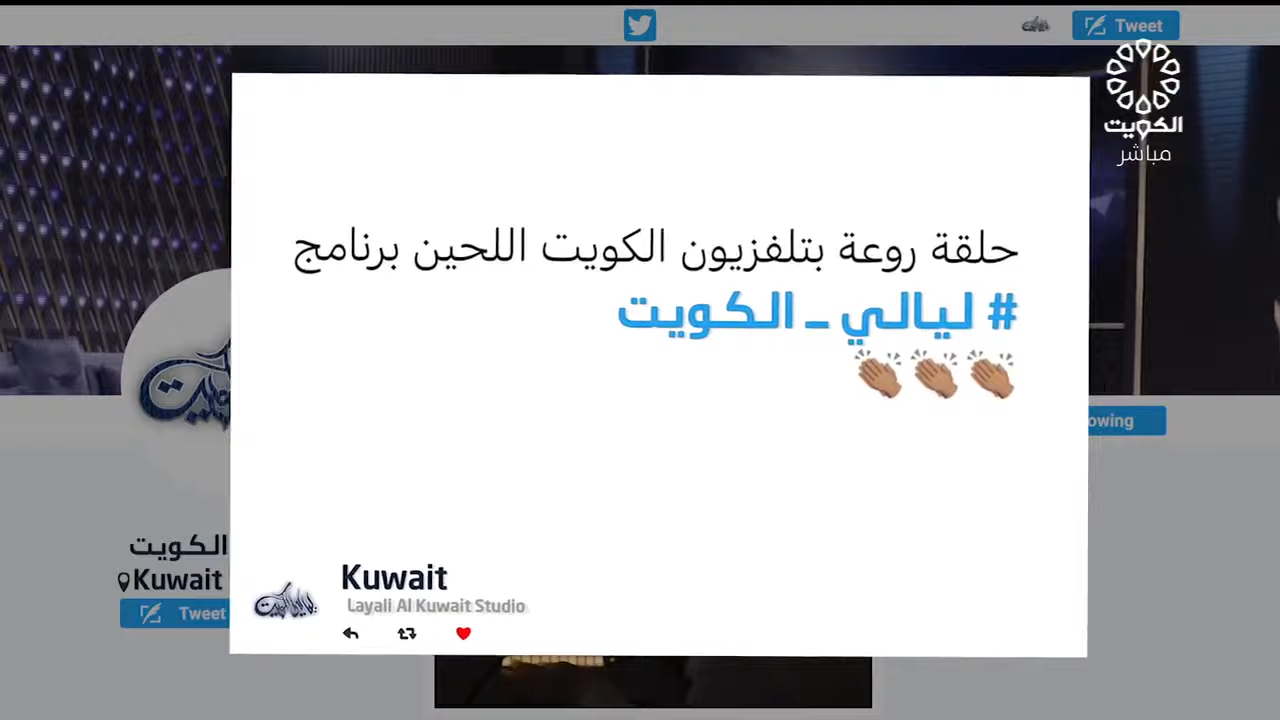 Tweet
الكويت
مباشر
حلقة روعة بتلفزيون الكويت اللحين برنامج
# ليالي _ الكويت
👏🏽👏🏽👏🏽
owing
الكويت
Kuwait
Tweet
Kuwait
Layali Al Kuwait Studio